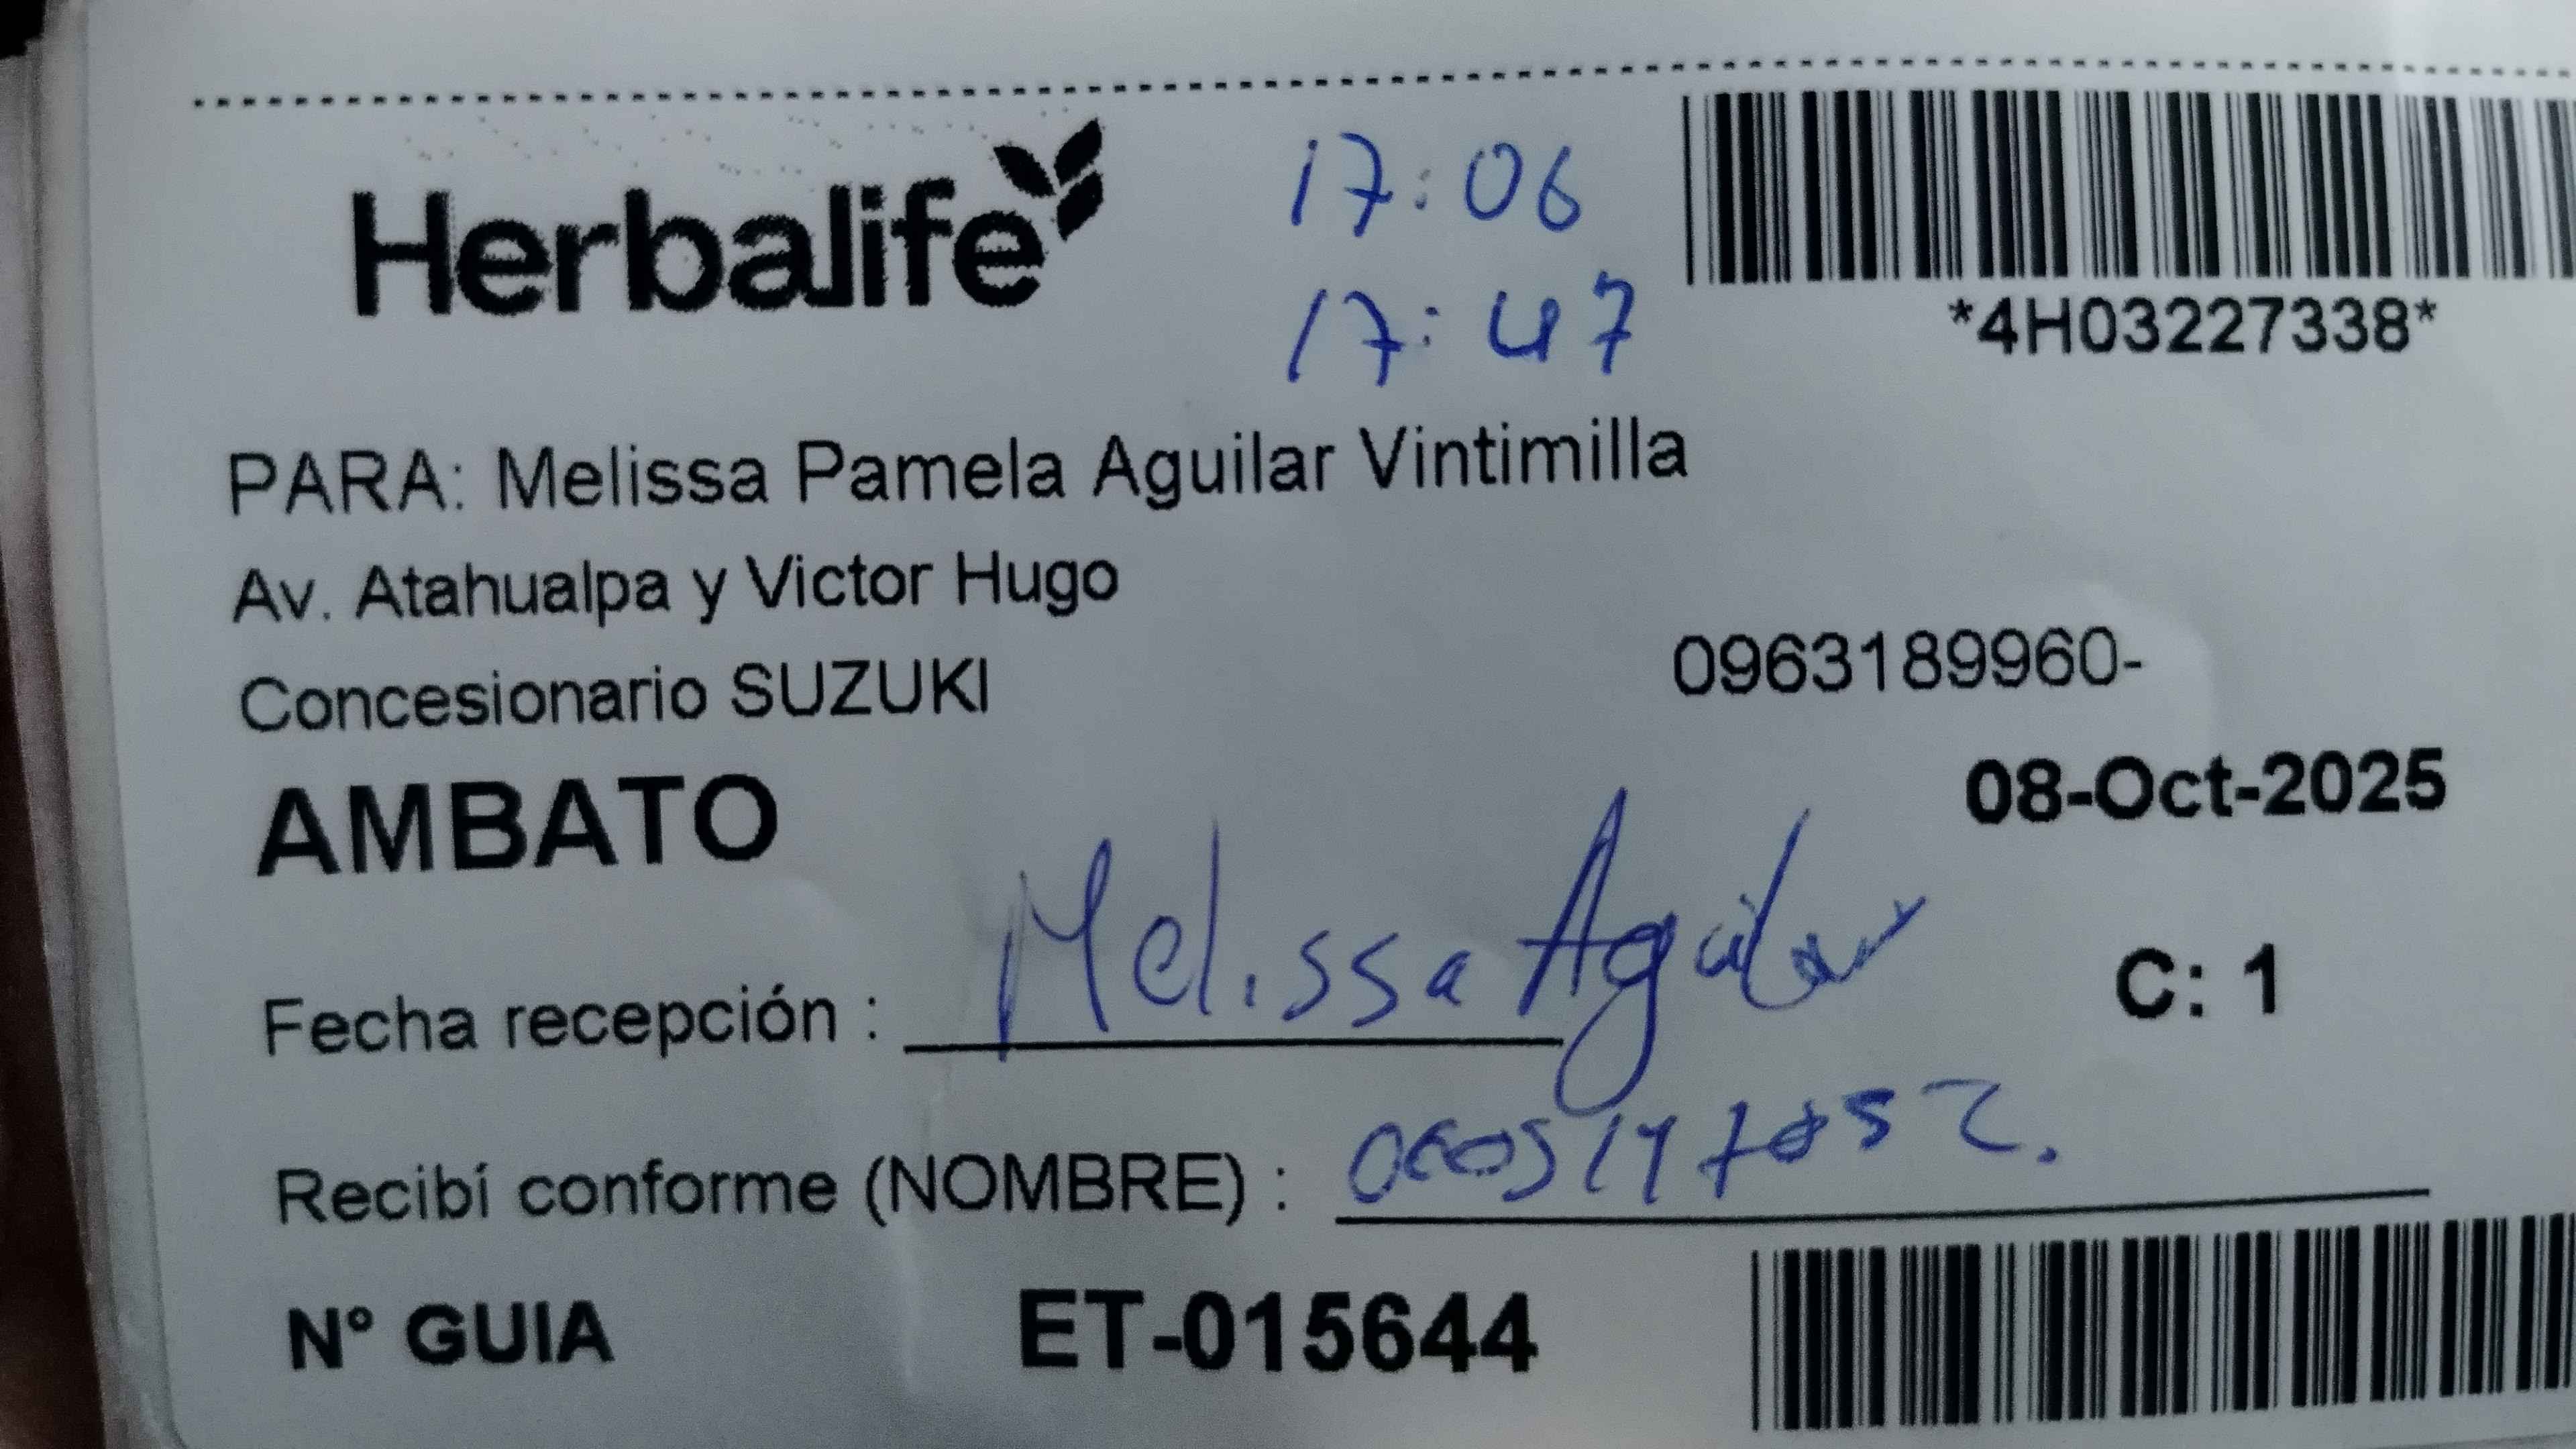 Herbalife
17:06
17:47
*4H03227338*
PARA: Melissa Pamela Aguilar Vintimilla
Av. Atahualpa y Victor Hugo
Concesionario SUZUKI
0963189960-
AMBATO
08-Oct-2025
Fecha recepción : Melissa Aguilar
C: 1
Recibí conforme (NOMBRE) :
N° GUIA ET-015644